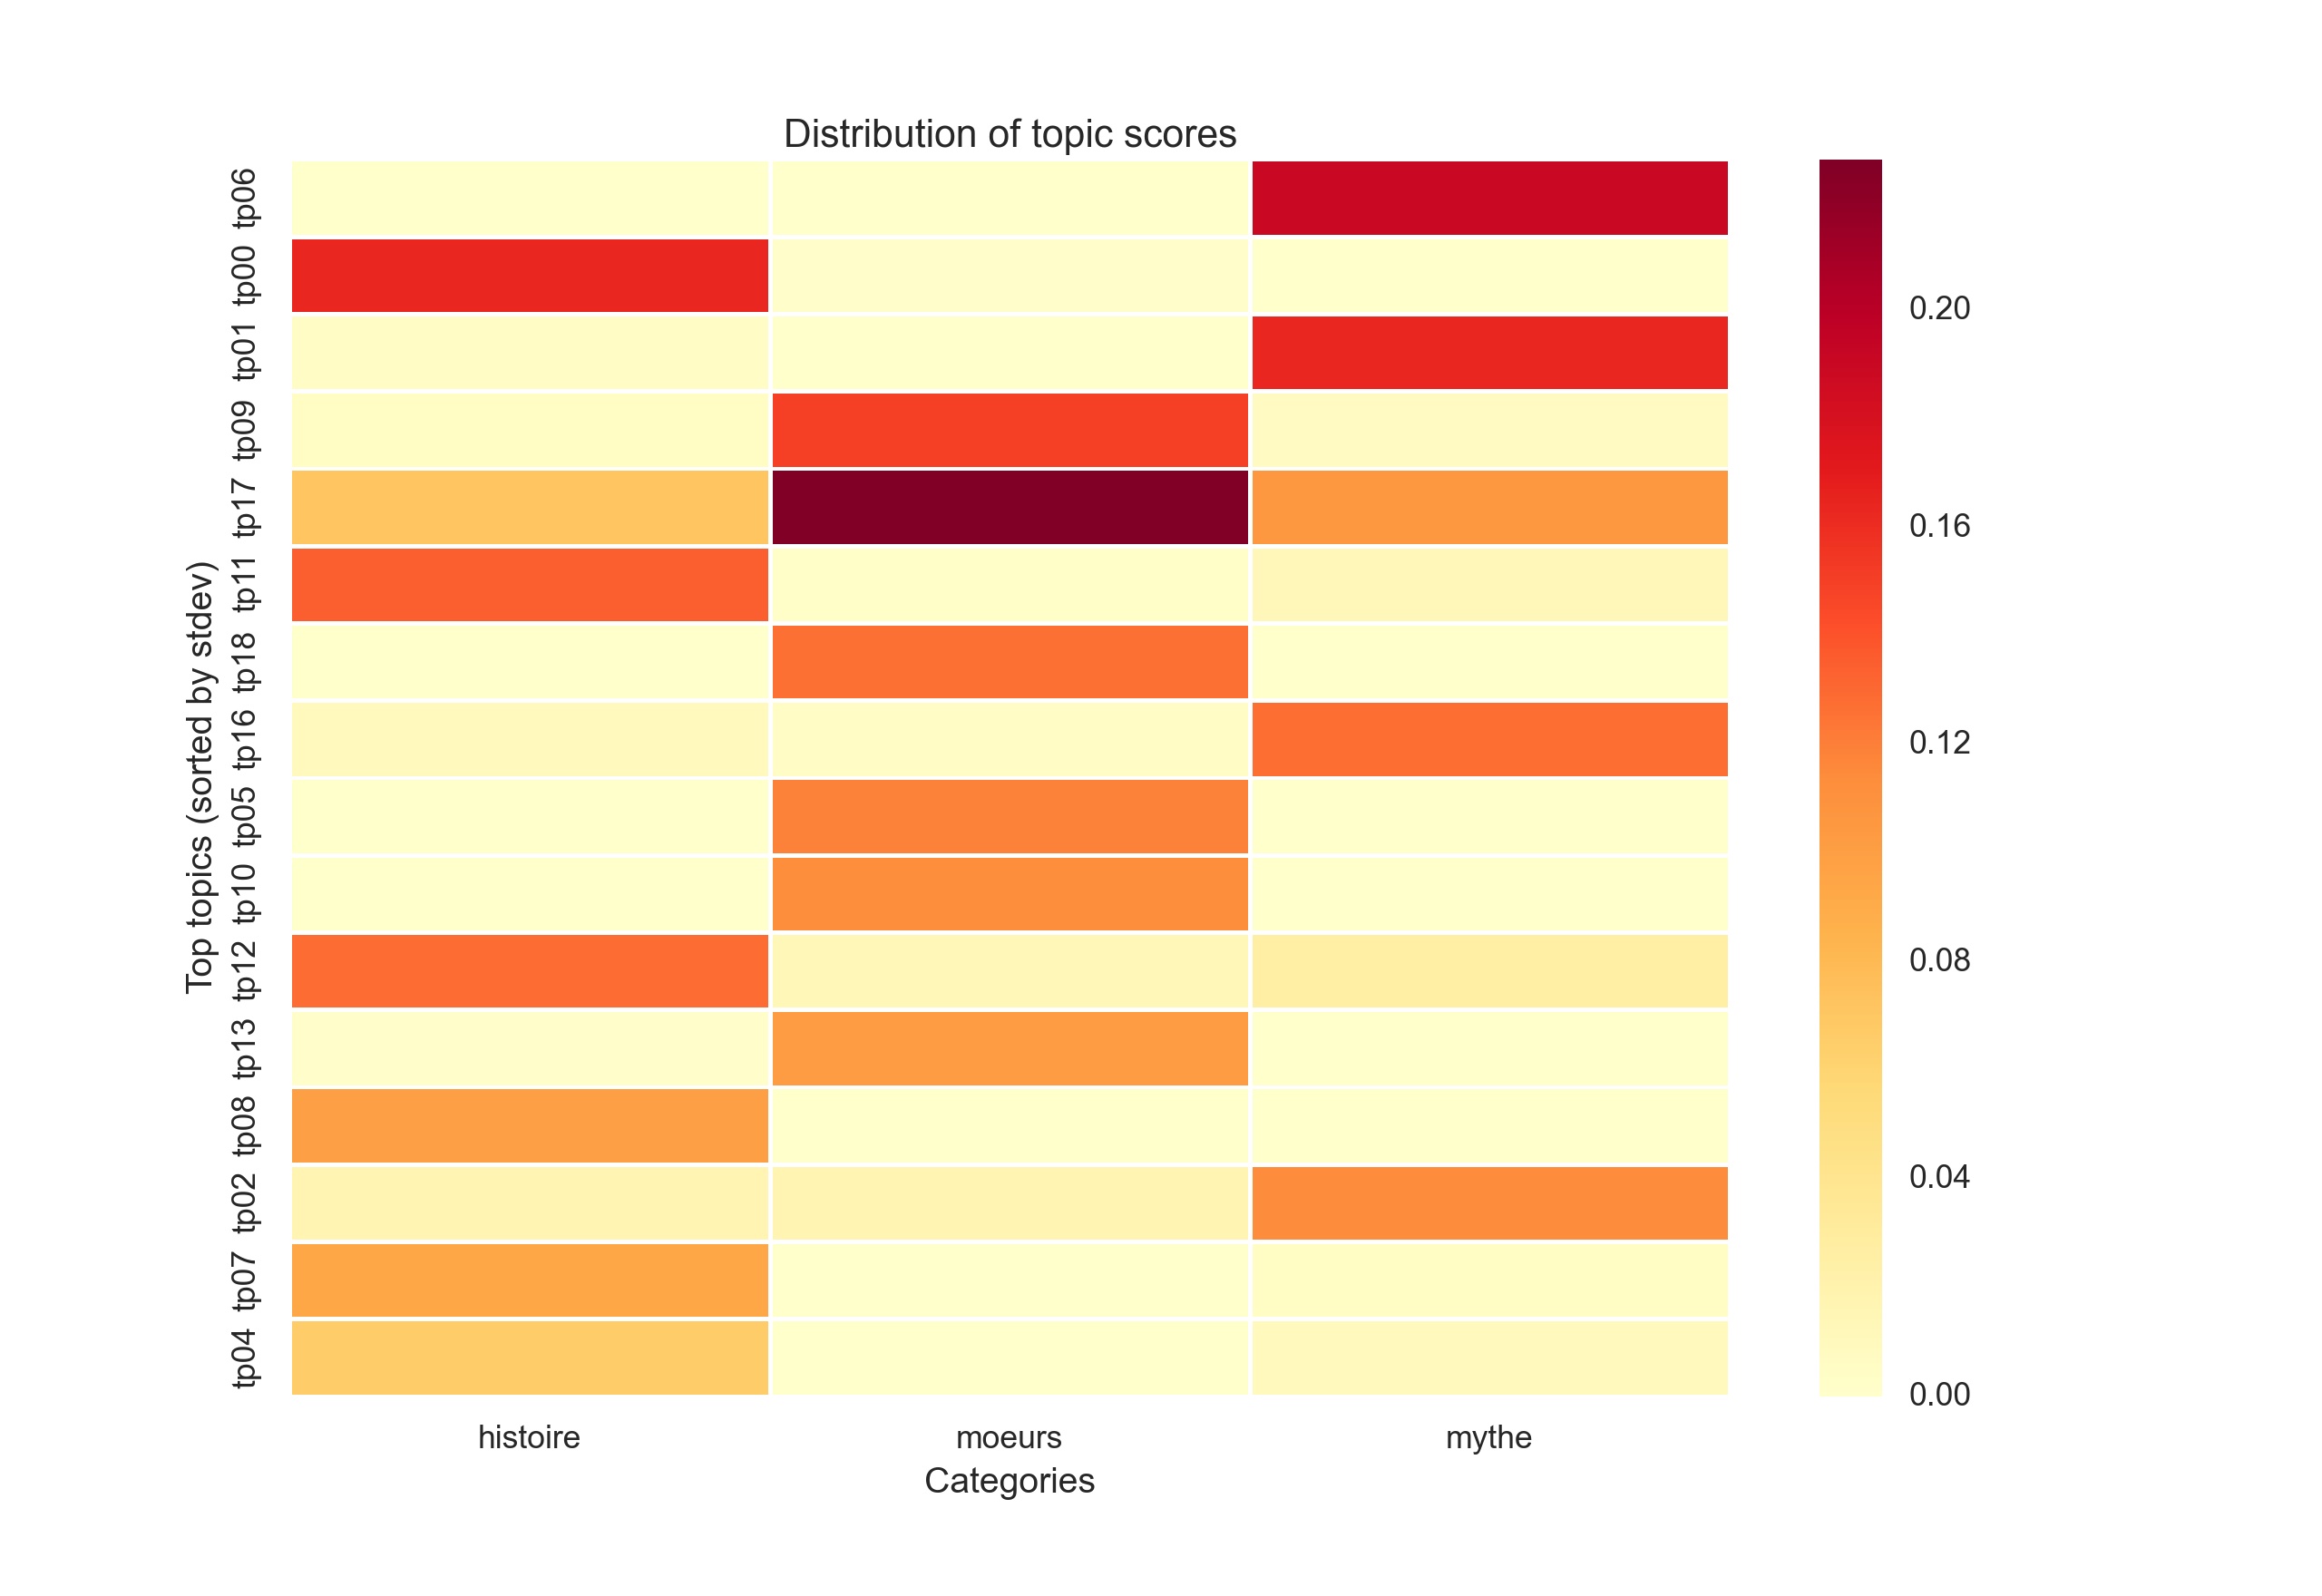 Distribution of topic scores
Top topics (sorted by stdev)
tp06
tp00
tp01
tp09
tp17
tp11
tp18
tp16
tp05
tp10
tp12
tp13
tp08
tp02
tp07
tp04
histoire
moeurs
mythe
Categories
0.20
0.16
0.12
0.08
0.04
0.00